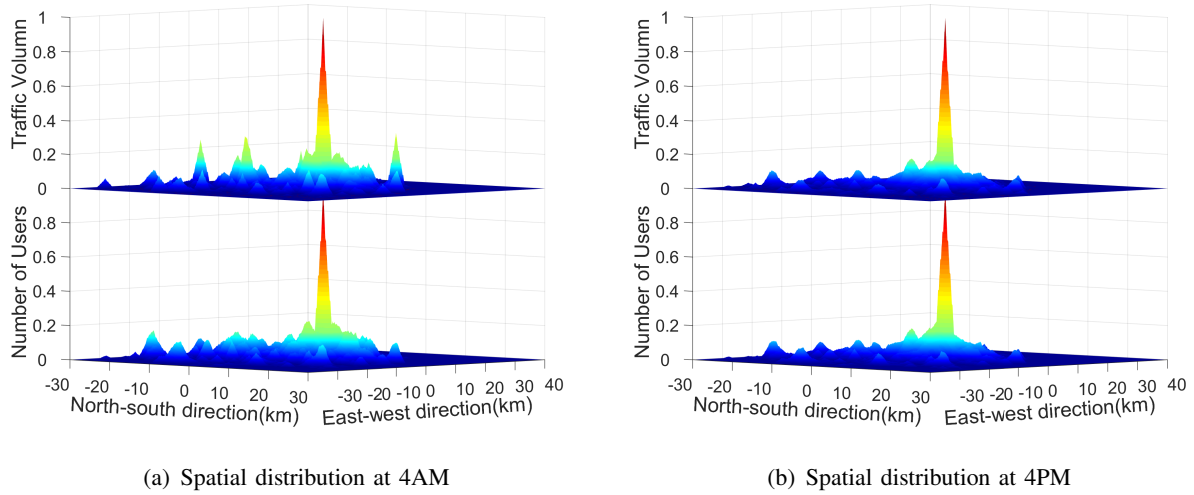 1
0.8
0.6
0.4
0.2
0
Traffic Volumn
0.8
0.6
0.4
0.2
0
Number of Users
-30 -20 -10 0 10 20 30 -30 -20 -10 0 10 20 30 40
North-south direction(km) East-west direction(km)
(a) Spatial distribution at 4AM
1
0.8
0.6
0.4
0.2
0
Traffic Volumn
0.8
0.6
0.4
0.2
0
Number of Users
-30 -20 -10 0 10 20 30 -30 -20 -10 0 10 20 30 40
North-south direction(km) East-west direction(km)
(b) Spatial distribution at 4PM